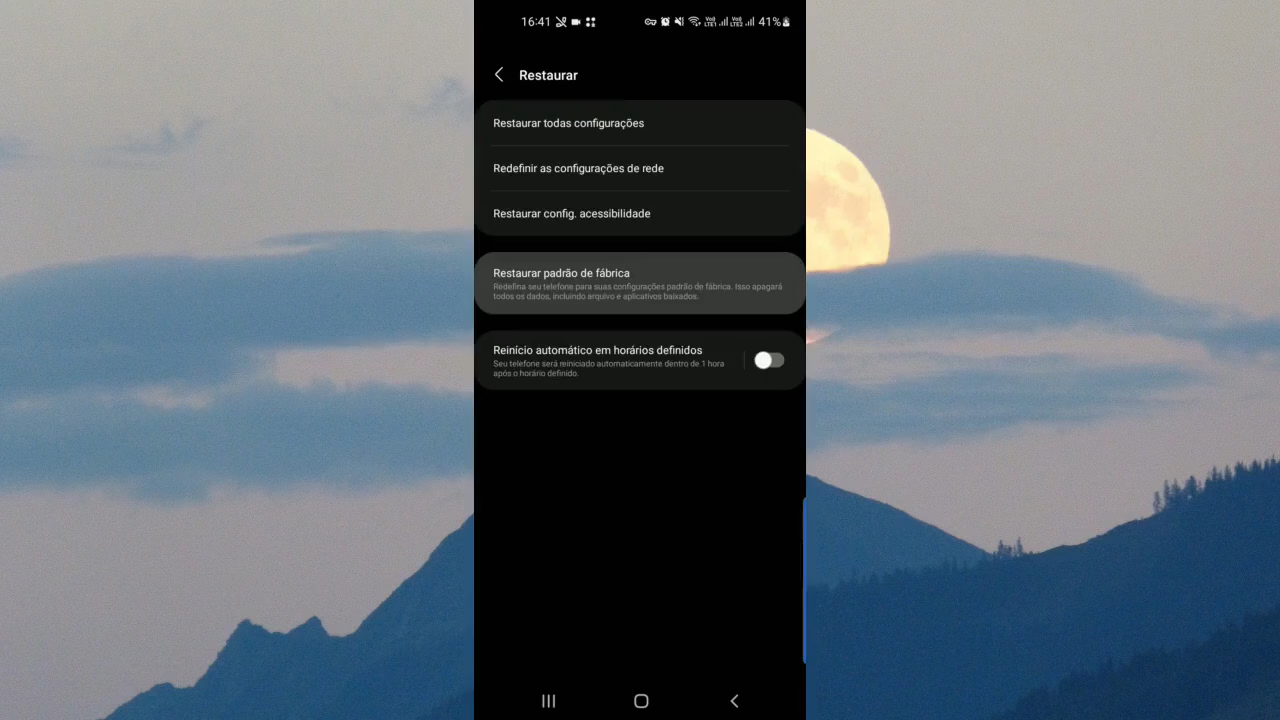 16:41 41%
Restaurar
Restaurar todas configurações
Redefinir as configurações de rede
Restaurar config. acessibilidade
Restaurar padrão de fábrica
Redefina seu telefone para suas configurações padrão de fábrica. Isso apagará
todos os dados, incluindo arquivo e aplicativos baixados.
Reinício automático em horários definidos
Seu telefone será reiniciado automaticamente dentro de 1 hora
após o horário definido.